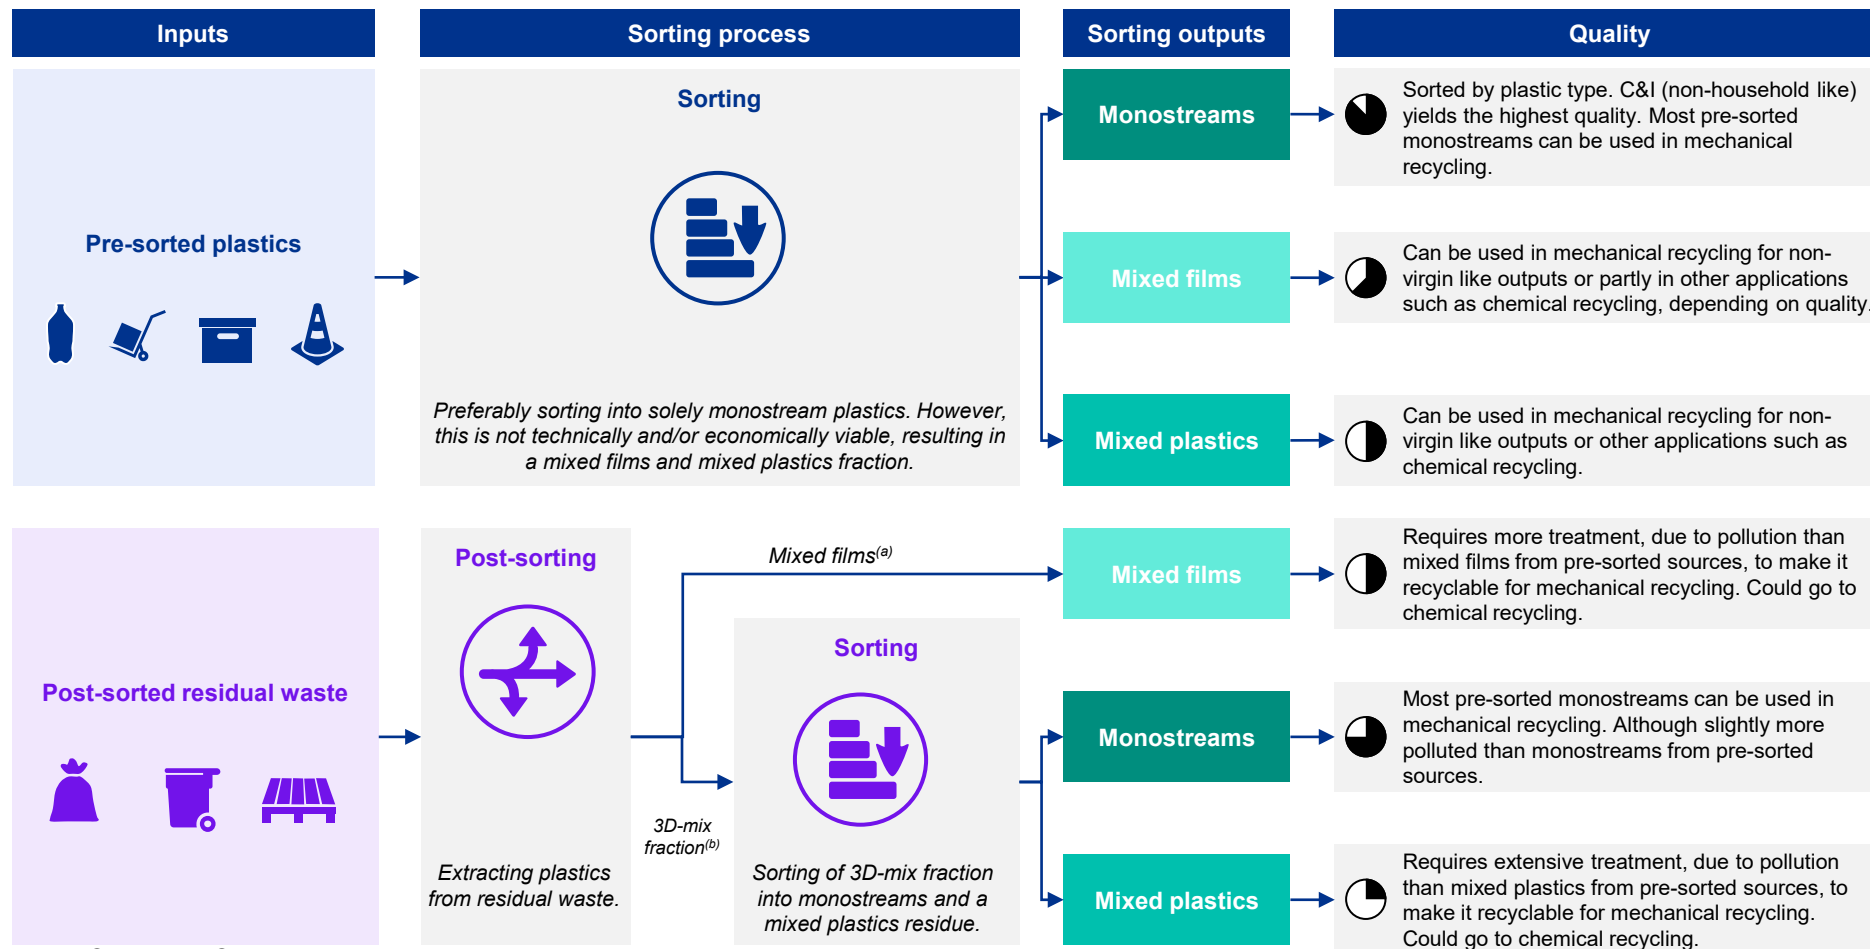 Inputs
Sorting process
Sorting outputs
Quality
Pre-sorted plastics
Sorting
Preferably sorting into solely monostream plastics. However,
this is not technically and/or economically viable, resulting in
a mixed films and mixed plastics fraction.
Monostreams
Sorted by plastic type. C&I (non-household like)
yields the highest quality. Most pre-sorted
monostreams can be used in mechanical
recycling.
Mixed films
Can be used in mechanical recycling for non-
virgin like outputs or partly in other applications
such as chemical recycling, depending on quality.
Mixed plastics
Can be used in mechanical recycling for non-
virgin like outputs or other applications such as
chemical recycling.
Post-sorted residual waste
Post-sorting
Extracting plastics
from residual waste.
Mixed films(a)
3D-mix
fraction(b)
Sorting
Sorting of 3D-mix fraction
into monostreams and a
mixed plastics residue.
Mixed films
Requires more treatment, due to pollution than
mixed films from pre-sorted sources, to make it
recyclable for mechanical recycling. Could go to
chemical recycling.
Monostreams
Most pre-sorted monostreams can be used in
mechanical recycling. Although slightly more
polluted than monostreams from pre-sorted
sources.
Mixed plastics
Requires extensive treatment, due to pollution
than mixed plastics from pre-sorted sources, to
make it recyclable for mechanical recycling.
Could go to chemical recycling.